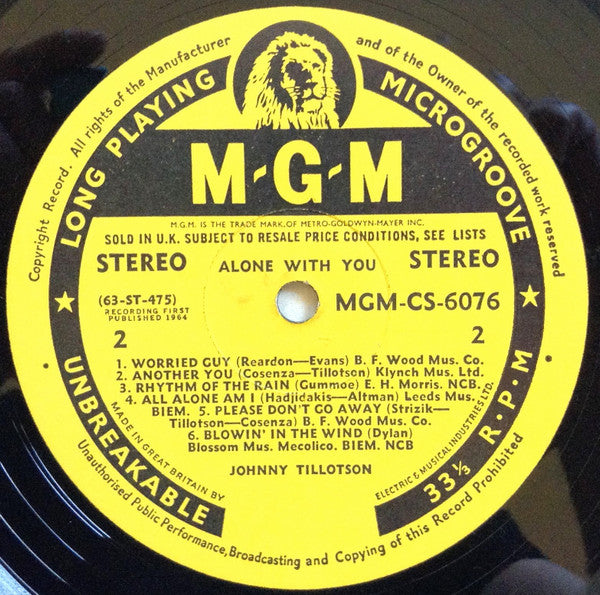 Copyright Record. All rights of the Manufacturer and of the Owner of the recorded work reserved
LONG PLAYING MICROGROOVE
M-G-M
M.G.M. IS THE TRADE MARK, OF METRO-GOLDWYN-MAYER INC.
SOLD IN U.K. SUBJECT TO RESALE PRICE CONDITIONS, SEE LISTS
STEREO ALONE WITH YOU STEREO
(63-ST-475) MGM-CS-6076
RECORDING FIRST
PUBLISHED 1964
2 2
1. WORRIED GUY (Reardon—Evans) B. F. Wood Mus. Co.
2. ANOTHER YOU (Cosenza—Tillotson) Klynch Mus. Ltd.
3. RHYTHM OF THE RAIN (Gummoe) E. H. Morris. NCB.
4. ALL ALONE AM I (Hadjidakis—Altman) Leeds Mus.
BIEM. 5. PLEASE DON'T GO AWAY (Strizik—
Tillotson—Cosenza) B. F. Wood Mus. Co.
6. BLOWIN' IN THE WIND (Dylan)
Blossom Mus. Mecolico. BIEM. NCB
JOHNNY TILLOTSON
MADE IN GREAT BRITAIN BY ELECTRIC & MUSICAL INDUSTRIES LTD.
UNBREAKABLE 33⅓ R·P·M
Unauthorised Public Performance, Broadcasting and Copying of this Record Prohibited